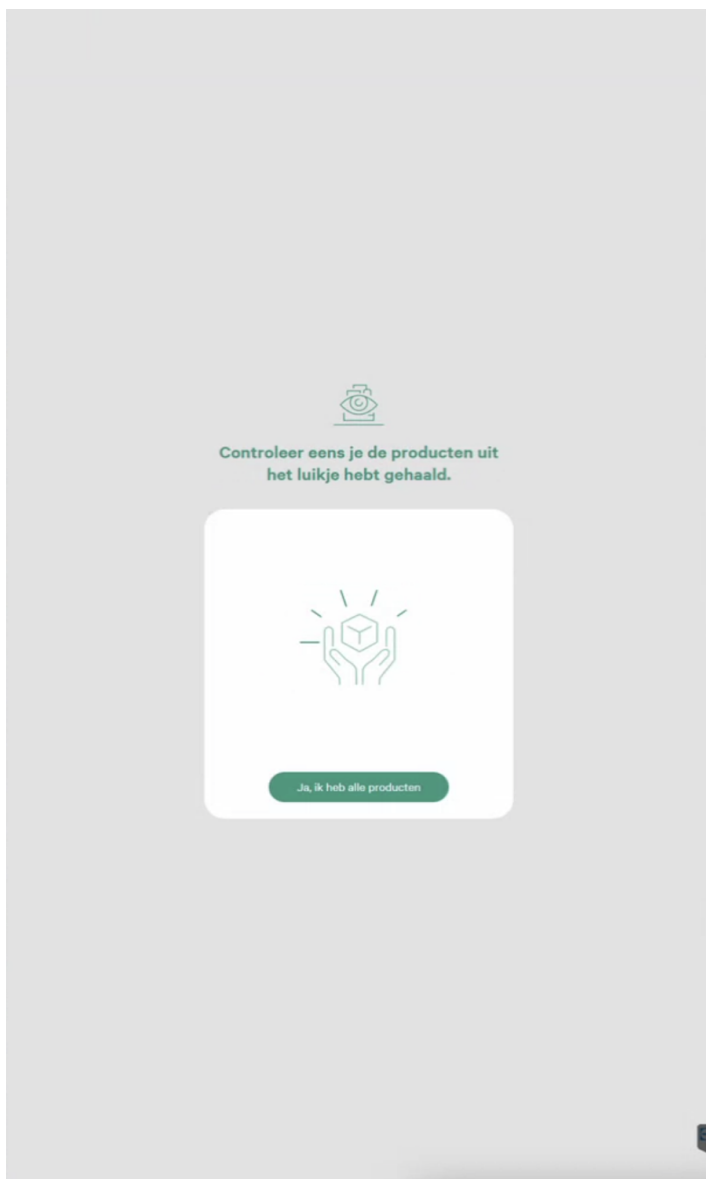 Controleer eens je de producten uit
het luikje hebt gehaald.
Ja, ik heb alle producten